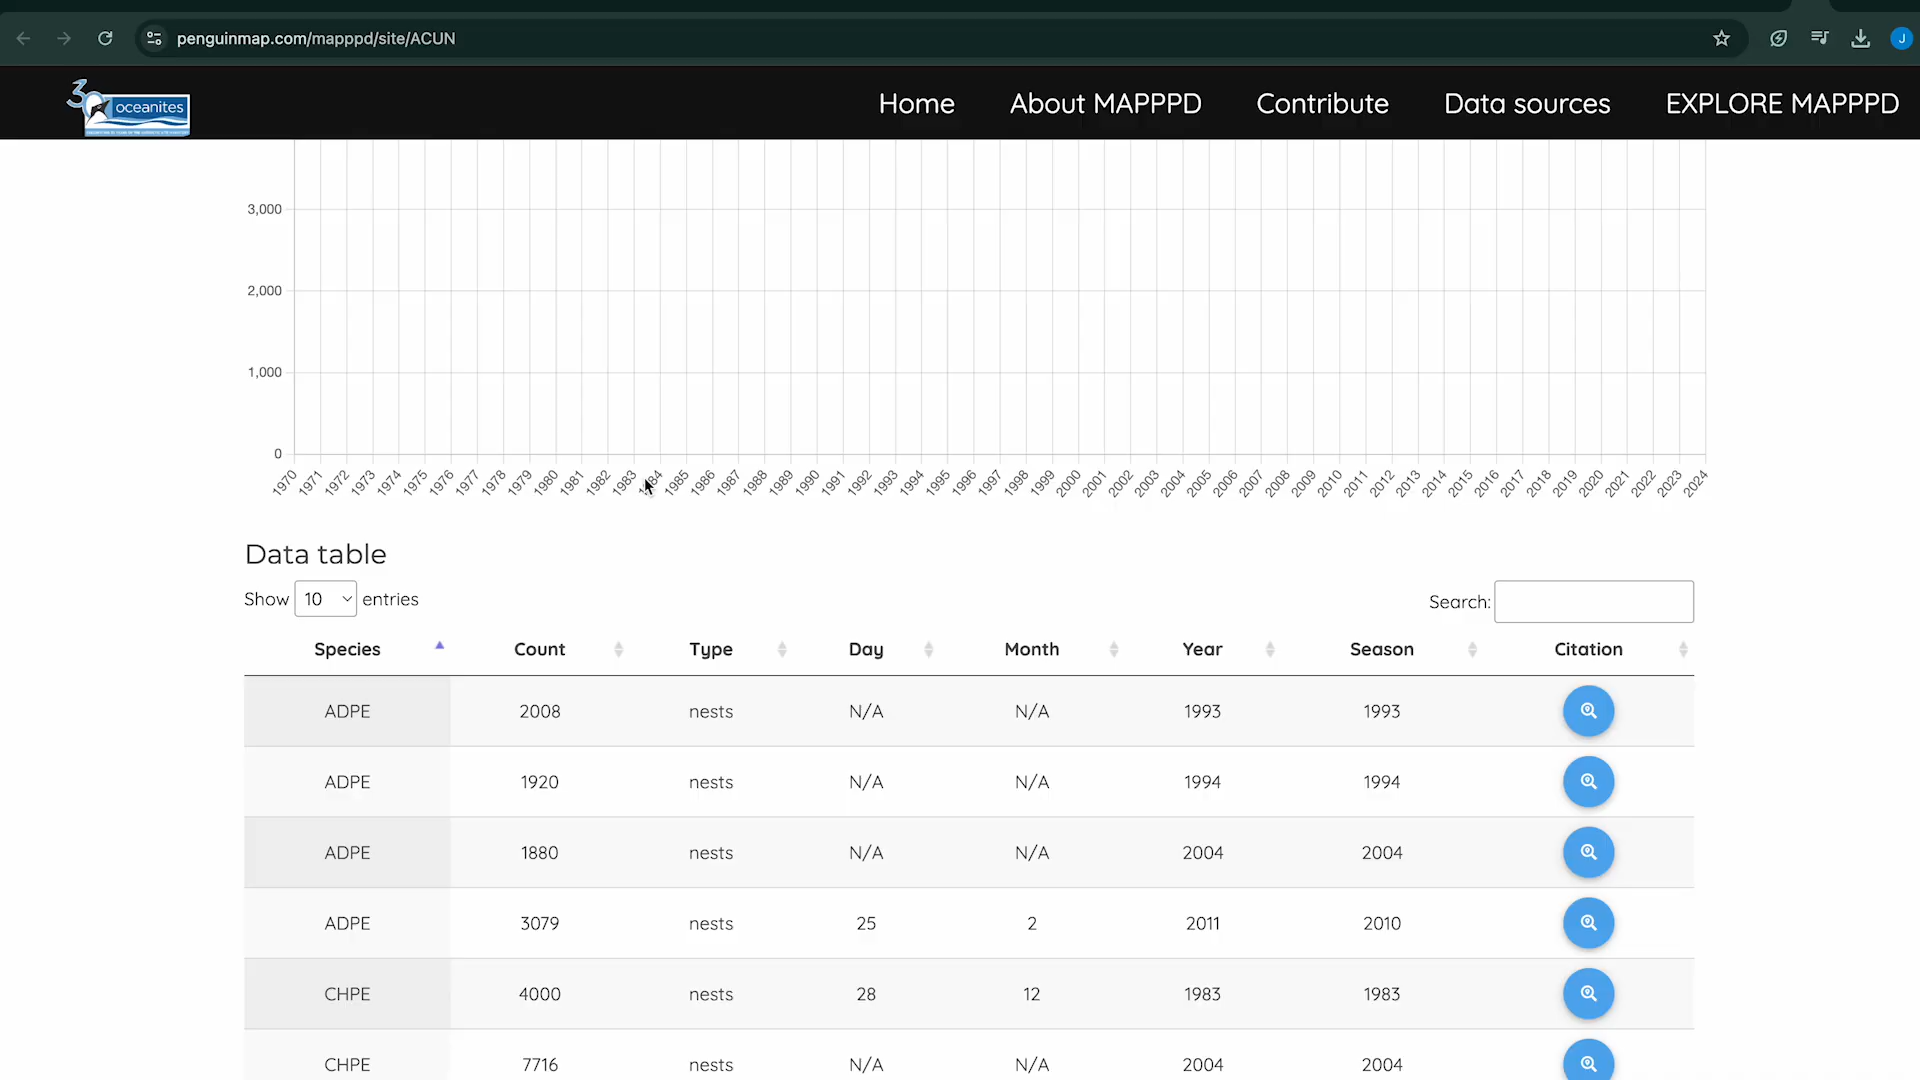 penguinmap.com/mapppd/site/ACUN
J
30 oceanites
Home About MAPPPD Contribute Data sources EXPLORE MAPPPD
3,000
2,000
1,000
0
1970 1971 1972 1973 1974 1975 1976 1977 1978 1979 1980 1981 1982 1983 1984 1985 1986 1987 1988 1989 1990 1991 1992 1993 1994 1995 1996 1997 1998 1999 2000 2001 2002 2003 2004 2005 2006 2007 2008 2009 2010 2011 2012 2013 2014 2015 2016 2017 2018 2019 2020 2021 2022 2023 2024
Data table
Show 10 entries Search:
Species Count Type Day Month Year Season Citation
ADPE 2008 nests N/A N/A 1993 1993
ADPE 1920 nests N/A N/A 1994 1994
ADPE 1880 nests N/A N/A 2004 2004
ADPE 3079 nests 25 2 2011 2010
CHPE 4000 nests 28 12 1983 1983
CHPE 7716 nests N/A N/A 2004 2004